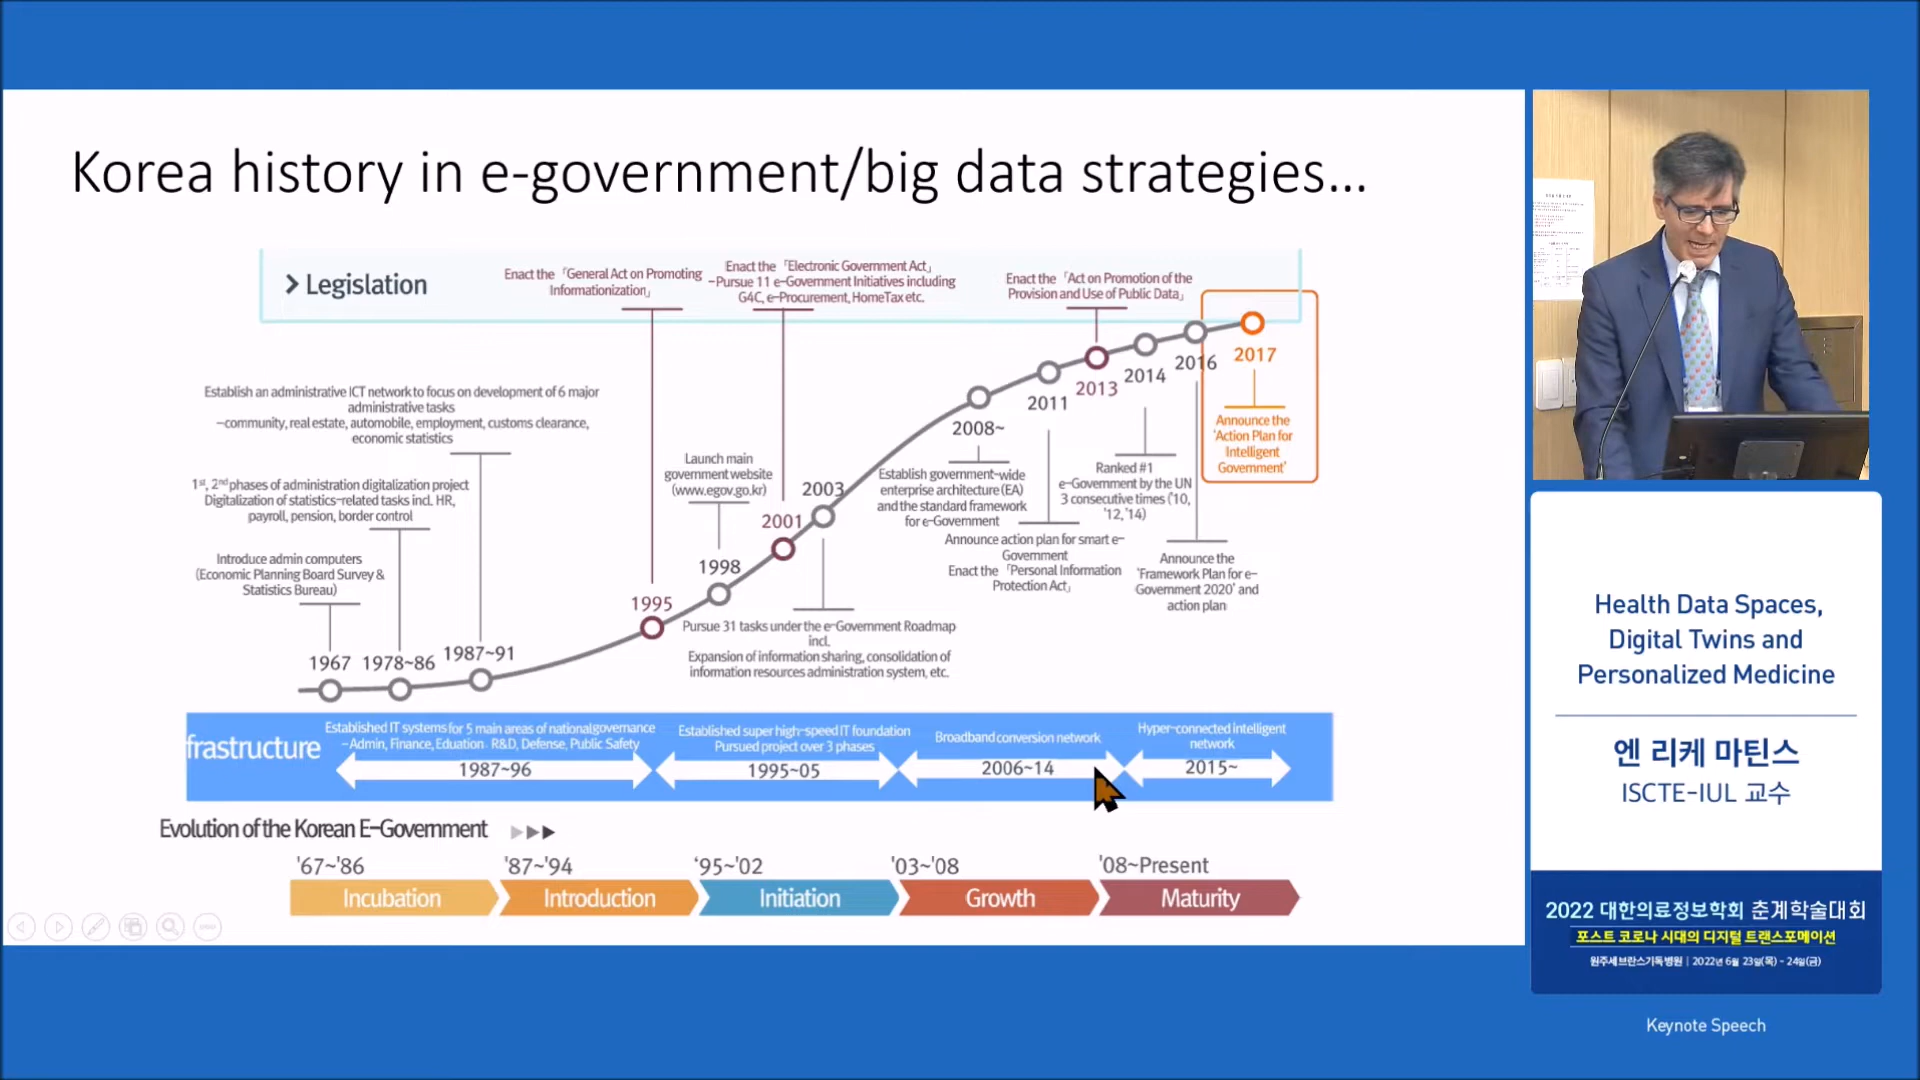 Korea history in e-government/big data strategies...
Legislation
Enact the「General Act on Promoting
Informationization」
Enact the「Electronic Government Act」
-Pursue 11 e-Government Initiatives including
G4C, e-Procurement, HomeTax etc.
Enact the「Act on Promotion of the
Provision and Use of Public Data」
Establish an administrative ICT network to focus on development of 6 major
administrative tasks
-community, real estate, automobile, employment, customs clearance,
economic statistics
1st, 2nd phases of administration digitalization project
Digitalization of statistics-related tasks incl. HR,
payroll, pension, border control
Introduce admin computers
(Economic Planning Board Survey &
Statistics Bureau)
1967
1978~86
1987~91
1995
Launch main
government website
(www.egov.go.kr)
1998
2001
2003
Pursue 31 tasks under the e-Government Roadmap
incl.
Expansion of information sharing, consolidation of
information resources administration system, etc.
2008~
Establish government-wide
enterprise architecture (EA)
and the standard framework
for e-Government
2011
Announce action plan for smart e-
Government
Enact the「Personal Information
Protection Act」
2013
2014
Ranked #1
e-Government by the UN
3 consecutive times ('10,
'12, '14)
2016
Announce the
'Framework Plan for e-
Government 2020' and
action plan
2017
Announce the
'Action Plan for
Intelligent
Government'
frastructure
Established IT systems for 5 main areas of nationalgovernance
-Admin, Finance, Eduation· R&D, Defense, Public Safety
1987~96
Established super high-speed IT foundation
Pursued project over 3 phases
1995~05
Broadband conversion network
2006~14
Hyper-connected intelligent
network
2015~
Evolution of the Korean E-Government
'67~'86
'87~'94
'95~'02
'03~'08
'08~Present
Incubation
Introduction
Initiation
Growth
Maturity
Health Data Spaces,
Digital Twins and
Personalized Medicine
엔 리케 마틴스
ISCTE-IUL 교수
2022 대한의료정보학회 춘계학술대회
포스트 코로나 시대의 디지털 트랜스포메이션
원주세브란스기독병원 | 2022년 6월 23일(목) - 24일(금)
Keynote Speech